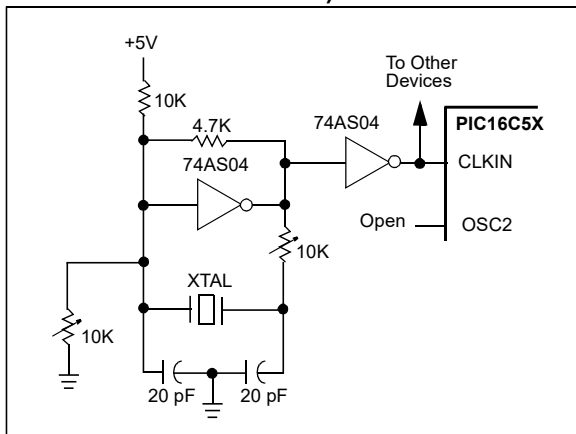 +5V
To Other
Devices
10K
4.7K
74AS04
PIC16C5X
74AS04
CLKIN
Open
OSC2
10K
XTAL
10K
20 pF
20 pF